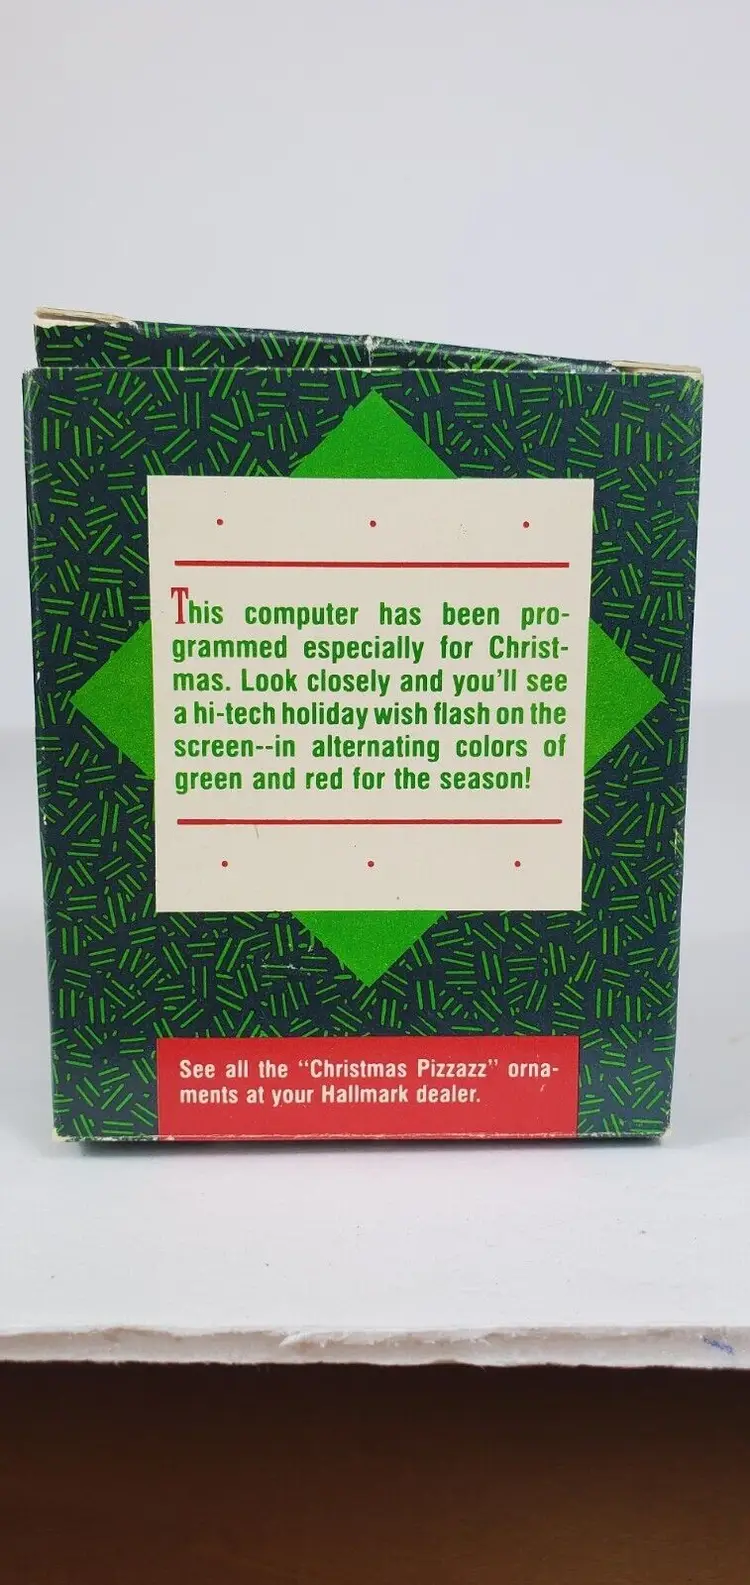 This computer has been pro-
grammed especially for Christ-
mas. Look closely and you'll see
a hi-tech holiday wish flash on the
screen--in alternating colors of
green and red for the season!
See all the “Christmas Pizzazz” orna-
ments at your Hallmark dealer.